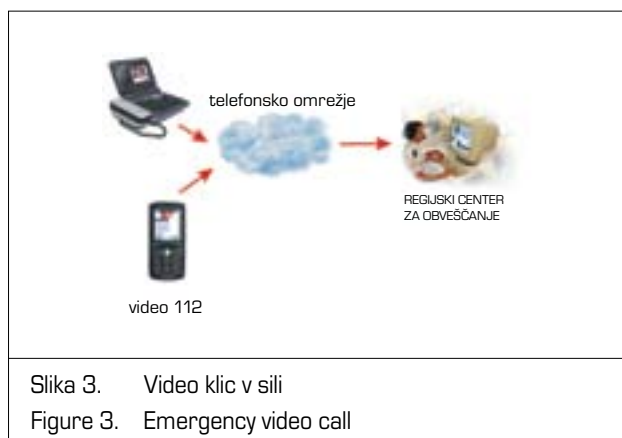 telefonsko omrežje
REGIJSKI CENTER
ZA OBVEŠČANJE
video 112
Slika 3. Video klic v sili
Figure 3. Emergency video call